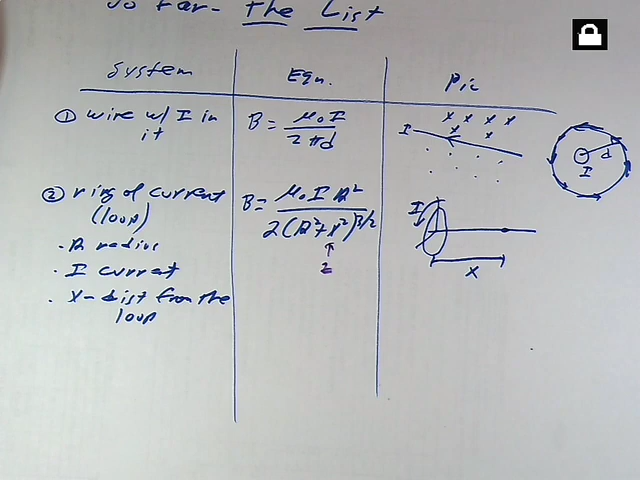 So far - The List
System Eqn. Pic
① wire w/ I in it
B = μ₀I / 2πd
I
x x x x
x x
d
I
② ring of current (loop)
B = μ₀IR² / 2(R²+x²)^3/2
2
I
x
· R radius
· I current
· x-dist from the loop